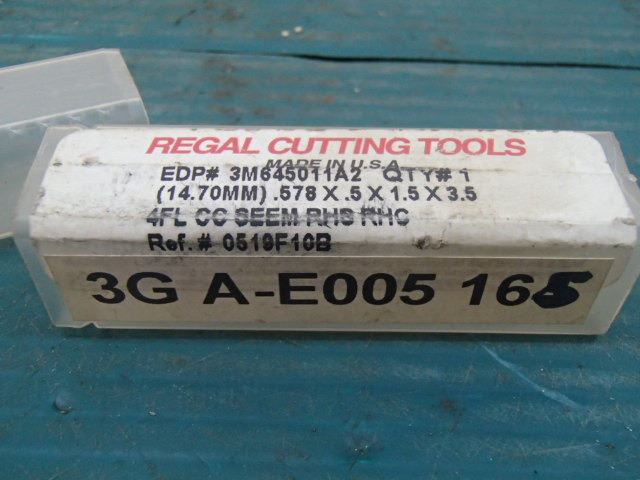 REGAL CUTTING TOOLS
MADE IN U.S.A
EDP# 3M645011A2 QTY# 1
(14.70MM) .578 X .5 X 1.5 X 3.5
4FL CC SEEM RHS RHC
Ref. # 0510F10B
3G A-E005 165